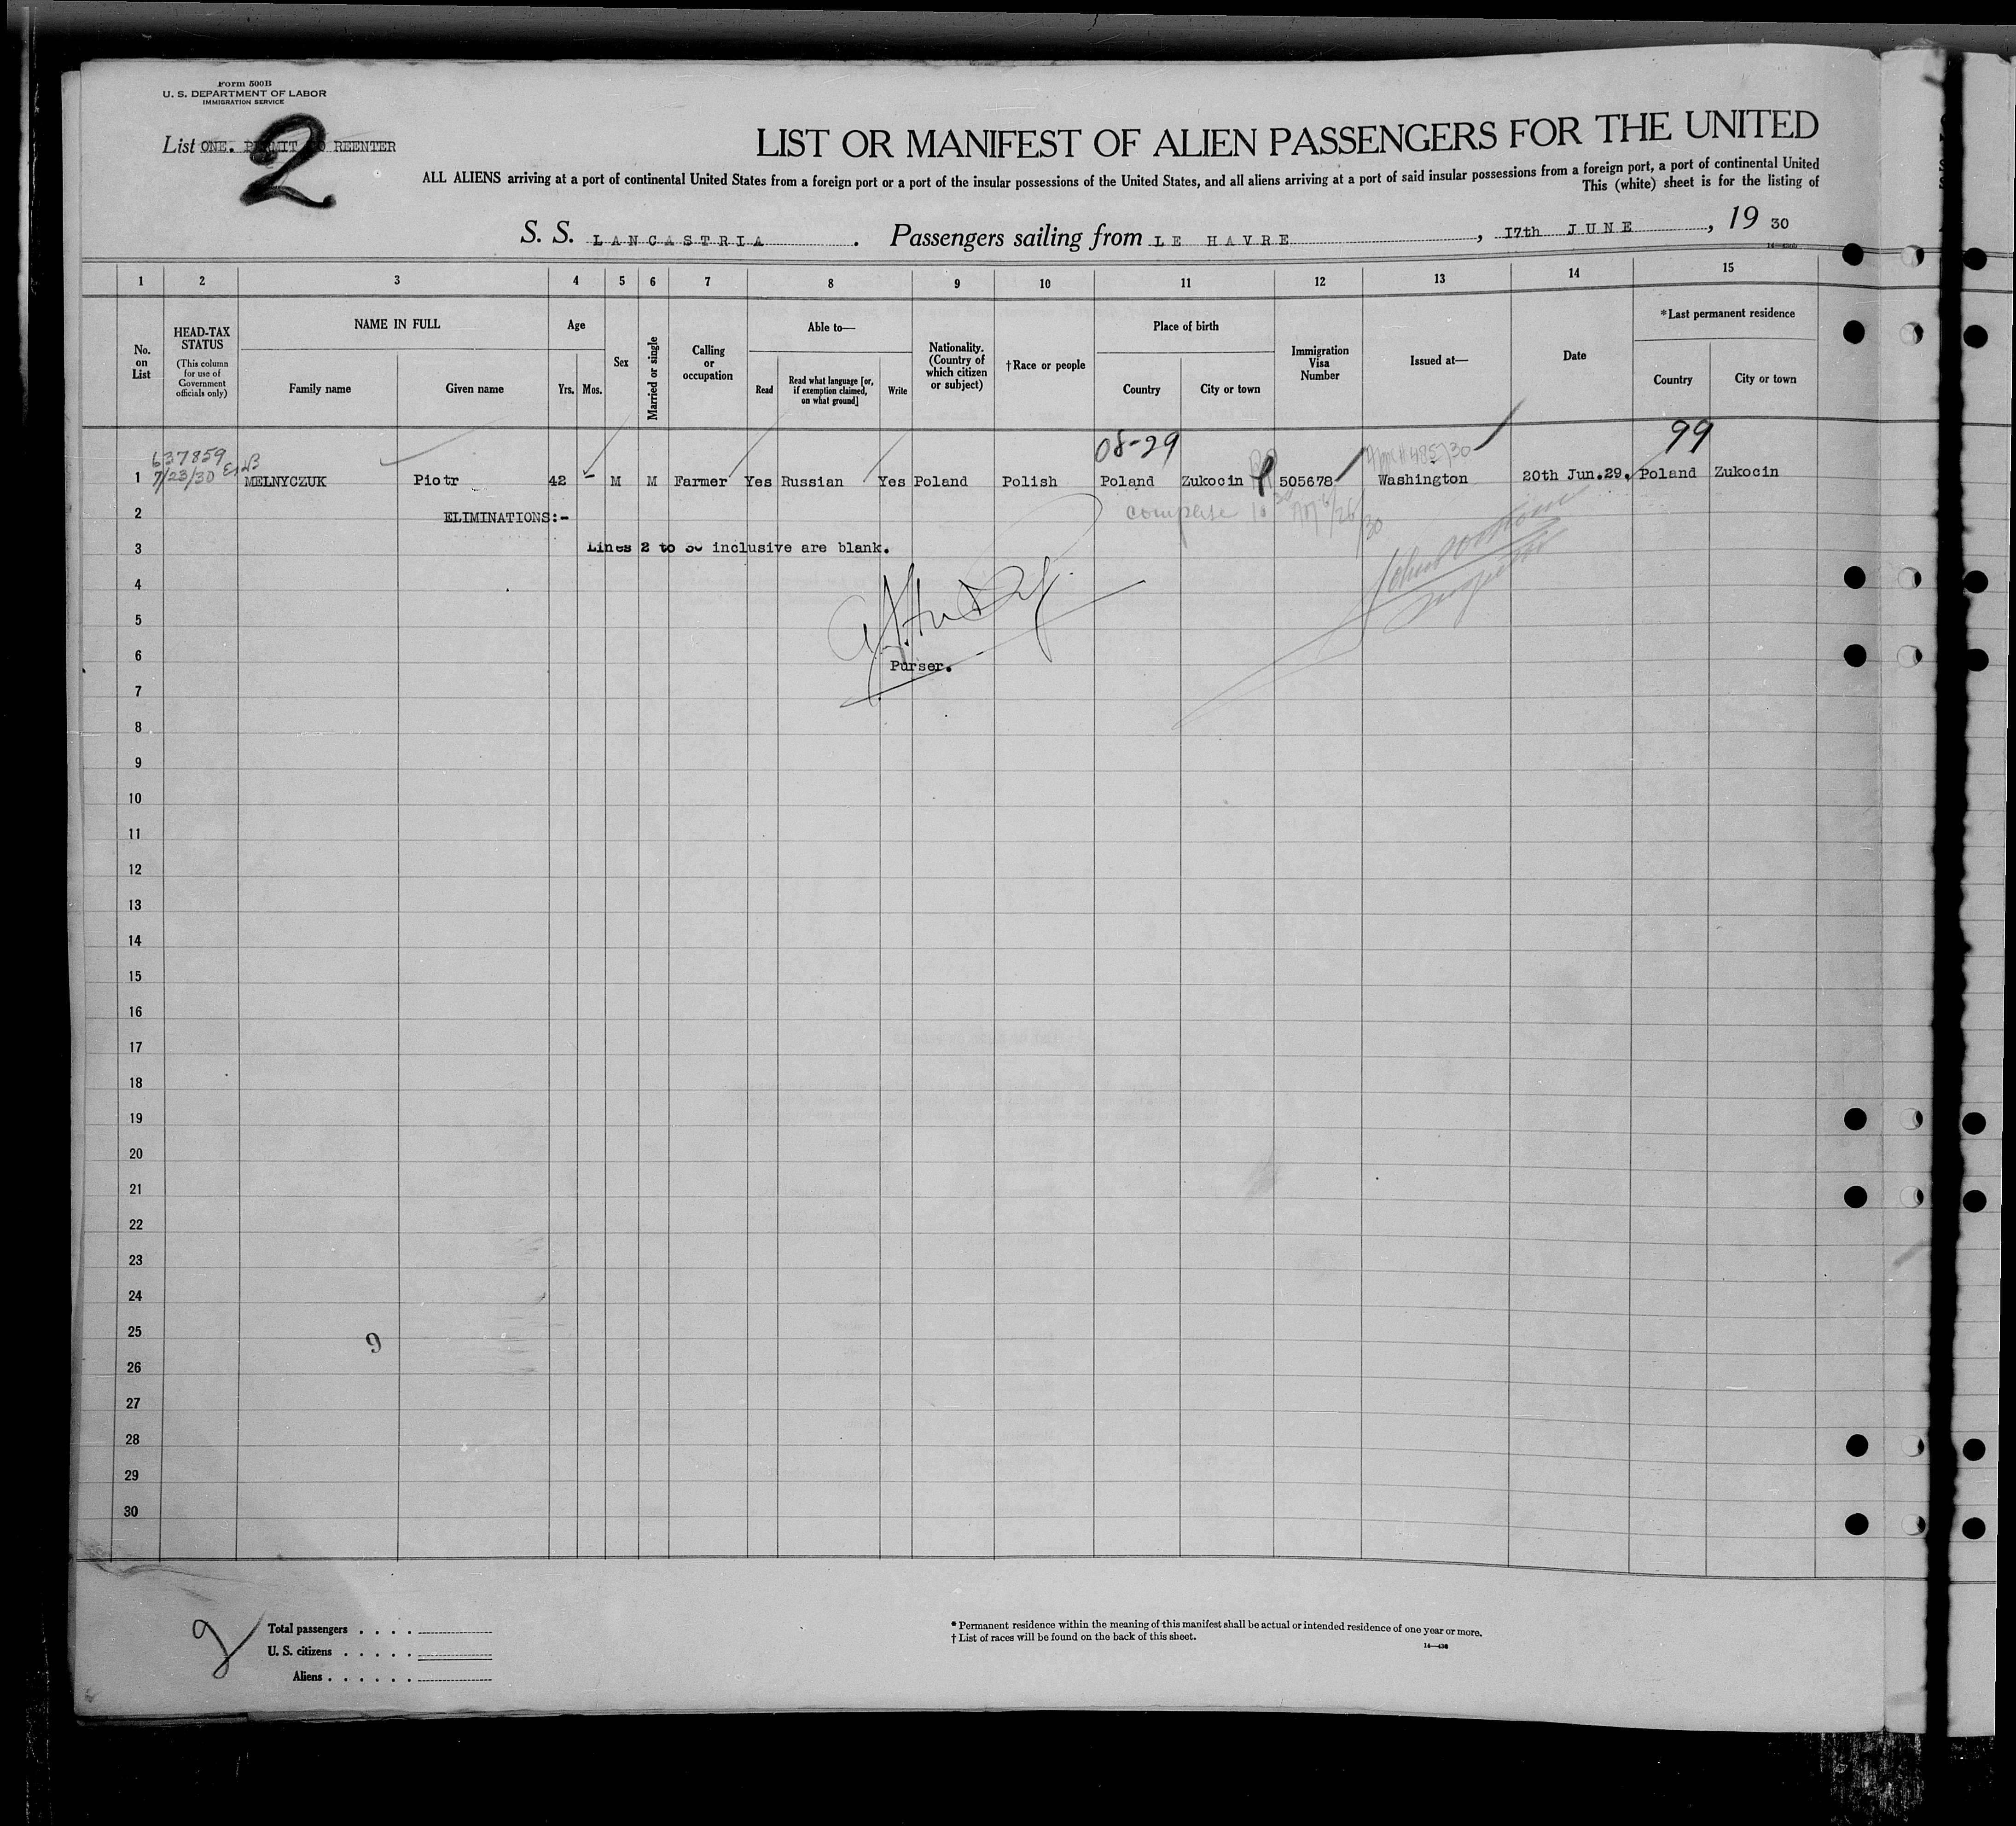 Form 500B
U. S. DEPARTMENT OF LABOR
IMMIGRATION SERVICE
List ONE. PERMIT TO REENTER
2
LIST OR MANIFEST OF ALIEN PASSENGERS FOR THE UNITED
ALL ALIENS arriving at a port of continental United States from a foreign port or a port of the insular possessions of the United States, and all aliens arriving at a port of said insular possessions from a foreign port, a port of continental United
This (white) sheet is for the listing of
S. S. LANCASTRIA. Passengers sailing from LE HAVRE, 17th JUNE, 19 30
1 2 3 4 5 6 7 8 9 10 11 12 13 14 15
No. on List
HEAD-TAX STATUS
(This column for use of Government officials only)
NAME IN FULL
Family name Given name
Age
Yrs. Mos.
Sex
Married or single
Calling or occupation
Able to—
Read
Read what language [or, if exemption claimed, on what ground]
Write
Nationality. (Country of which citizen or subject)
†Race or people
Place of birth
Country City or town
Immigration Visa Number
Issued at—
Date
*Last permanent residence
Country City or town
08-29 99
637859
7/23/30
1 MELNYCZUK Piotr 42 - M M Farmer Yes Russian Yes Poland Polish Poland Zukocin 505678 Washington 20th Jun.29. Poland Zukocin
2 ELIMINATIONS:-
3 Lines 2 to 30 inclusive are blank.
4
5
6 Purser.
7
8
9
10
11
12
13
14
15
16
17
18
19
20
21
22
23
24
25
9
26
27
28
29
30
2
Total passengers . . . .
U. S. citizens . . . . .
Aliens . . . . . .
* Permanent residence within the meaning of this manifest shall be actual or intended residence of one year or more.
† List of races will be found on the back of this sheet.
14—430